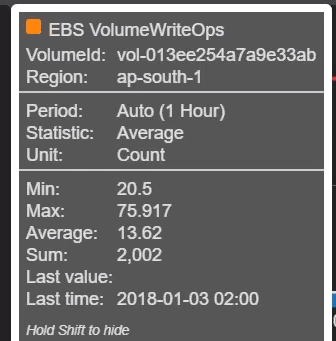 EBS VolumeWriteOps
VolumeId: vol-013ee254a7a9e33ab
Region: ap-south-1
Period: Auto (1 Hour)
Statistic: Average
Unit: Count
Min: 20.5
Max: 75.917
Average: 13.62
Sum: 2,002
Last value:
Last time: 2018-01-03 02:00
Hold Shift to hide